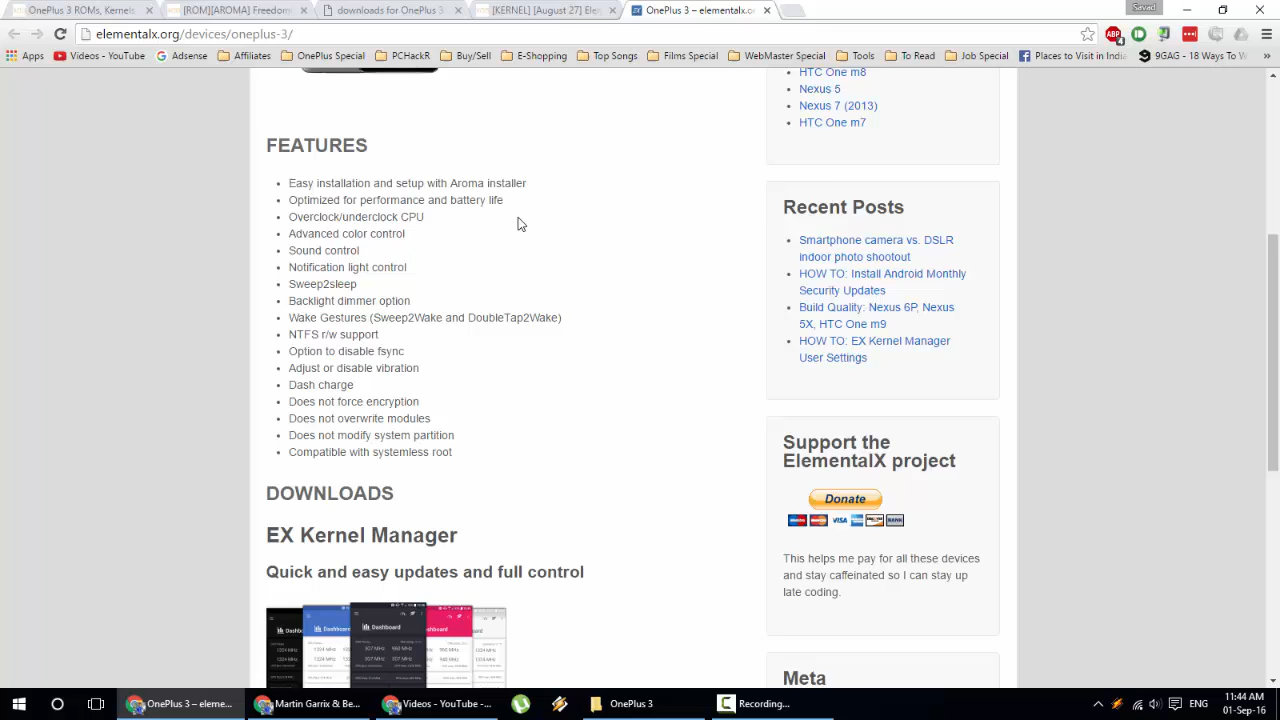 OnePlus 3 ROMs, Kernels,
[ROM][AROMA] Freedom
downloads for OnePlus 3
[KERNEL] [August 27] Ele
OnePlus 3 – elementalx.o
Saved
elementalx.org/devices/oneplus-3/
Apps
Videos - YouTube
Adsense
Affiliates
OnePlus Special
PCHackR
Buy/Sell
E-Shopping
Top Songs
Films Special
WebMaster Special
Tools
To Read
Job Special
Places to Visit in India
9GAG - 18 Ways Wh
»
FEATURES
Easy installation and setup with Aroma installer
Optimized for performance and battery life
Overclock/underclock CPU
Advanced color control
Sound control
Notification light control
Sweep2sleep
Backlight dimmer option
Wake Gestures (Sweep2Wake and DoubleTap2Wake)
NTFS r/w support
Option to disable fsync
Adjust or disable vibration
Dash charge
Does not force encryption
Does not overwrite modules
Does not modify system partition
Compatible with systemless root
DOWNLOADS
EX Kernel Manager
Quick and easy updates and full control
Dashboard
HTC One m8
Nexus 5
Nexus 7 (2013)
HTC One m7
Recent Posts
Smartphone camera vs. DSLR
indoor photo shootout
HOW TO: Install Android Monthly
Security Updates
Build Quality: Nexus 6P, Nexus
5X, HTC One m9
HOW TO: EX Kernel Manager
User Settings
Support the
ElementalX project
Donate
VISA
This helps me pay for all these devices
and stay caffeinated so I can stay up
late coding.
Meta
OnePlus 3 – eleme...
Martin Garrix & Be...
Videos - YouTube -...
OnePlus 3
Recording...
ENG
01-Sep-16